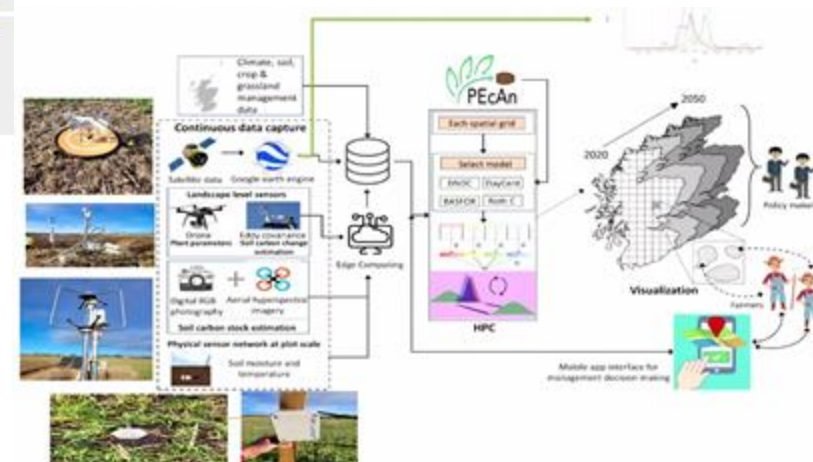 Climate, soil,
crop &
grassland
management
data
Continuous data capture
Satellite data
Google earth engine
Landscape level sensors
Drone
Eddy covariance
Plant parameters
Soil carbon change
estimation
Digital RGB
photography
Aerial hyperspectral
imagery
Soil carbon stock estimation
Physical sensor network at plot scale
Soil moisture and
temperature
Edge Computing
PEcAn
Each spatial grid
Select model
DNDC
DayCent
BASFOR
Roth C
HPC
2020
2050
Policy makers
Visualization
Farmers
Mobile app interface for
management decision making